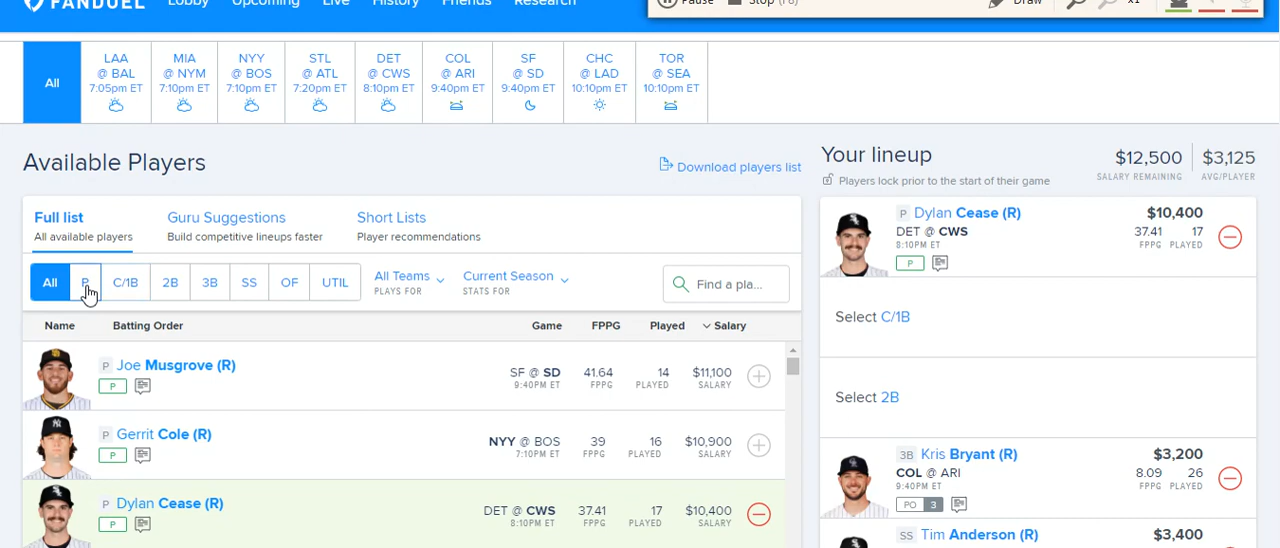 FANDUEL Lobby Upcoming Live History Friends Research
Pause Stop (F8) Draw x1
All
LAA @ BAL 7:05pm ET
MIA @ NYM 7:10pm ET
NYY @ BOS 7:10pm ET
STL @ ATL 7:20pm ET
DET @ CWS 8:10pm ET
COL @ ARI 9:40pm ET
SF @ SD 9:40pm ET
CHC @ LAD 10:10pm ET
TOR @ SEA 10:10pm ET
Available Players
Download players list
Full list
All available players
Guru Suggestions
Build competitive lineups faster
Short Lists
Player recommendations
All P C/1B 2B 3B SS OF UTIL
All Teams
PLAYS FOR
Current Season
STATS FOR
Find a pla...
Name Batting Order Game FPPG Played Salary
P Joe Musgrove (R)
P
SF @ SD 41.64 14 $11,100
9:40PM ET FPPG PLAYED SALARY
P Gerrit Cole (R)
P
NYY @ BOS 39 16 $10,900
7:10PM ET FPPG PLAYED SALARY
P Dylan Cease (R)
P
DET @ CWS 37.41 17 $10,400
8:10PM ET FPPG PLAYED SALARY
Your lineup
Players lock prior to the start of their game
$12,500
SALARY REMAINING
$3,125
AVG/PLAYER
P Dylan Cease (R) $10,400
DET @ CWS 37.41 17
8:10PM ET FPPG PLAYED
P
Select C/1B
Select 2B
3B Kris Bryant (R) $3,200
COL @ ARI 8.09 26
9:40PM ET FPPG PLAYED
PO 3
SS Tim Anderson (R) $3,400